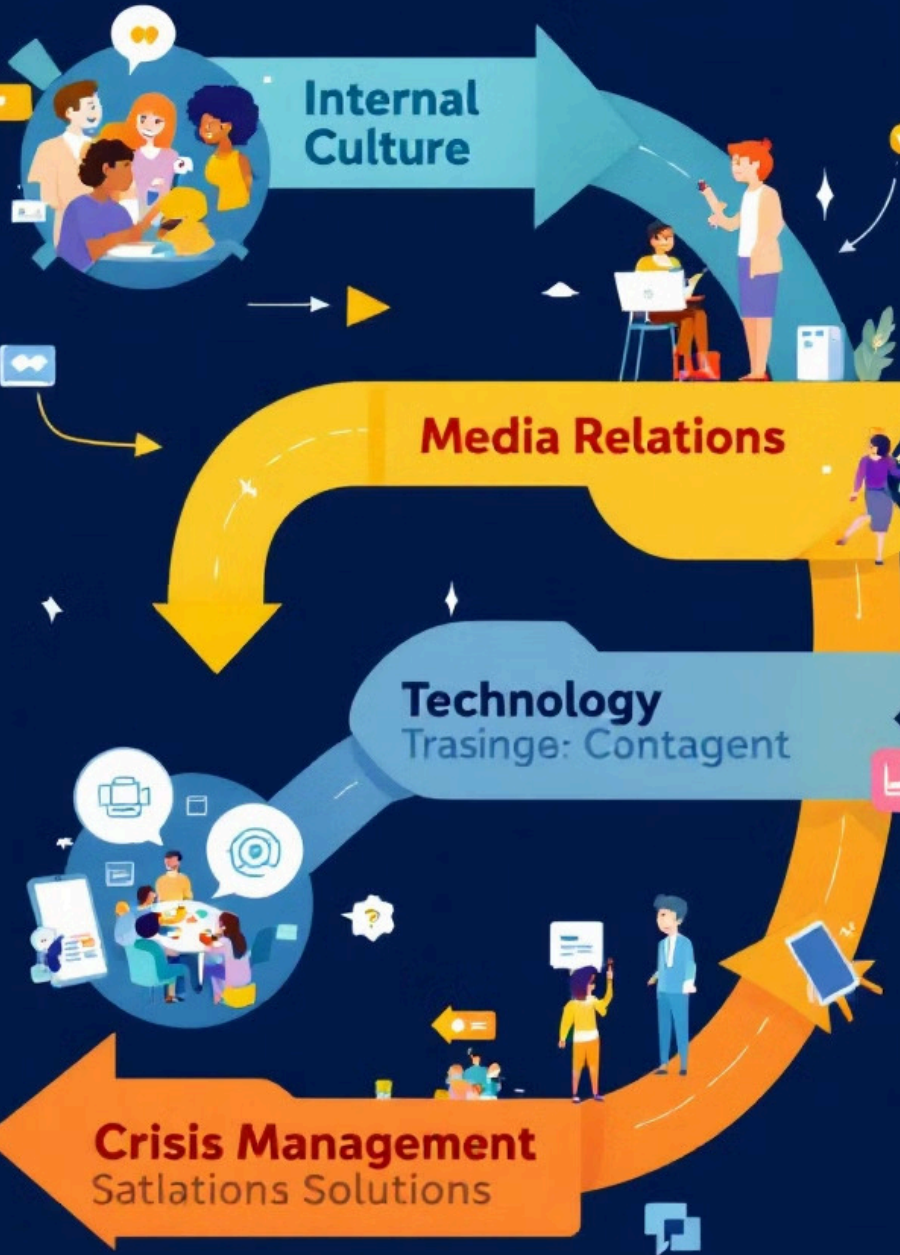 Internal
Culture
Media Relations
Technology
Trasinge: Contagent
?
Crisis Management
Satlations Solutions